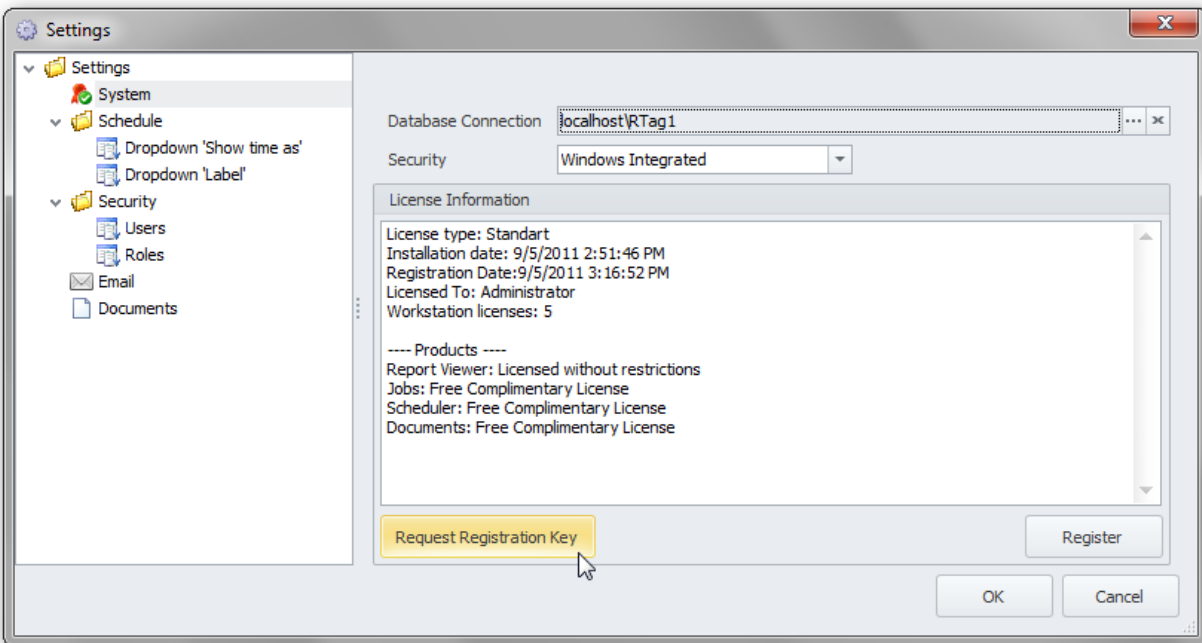 Settings
Settings
System
Schedule
Dropdown 'Show time as'
Dropdown 'Label'
Security
Users
Roles
Email
Documents
Database Connection localhost\RTag1 ...
Security Windows Integrated
License Information
License type: Standart
Installation date: 9/5/2011 2:51:46 PM
Registration Date:9/5/2011 3:16:52 PM
Licensed To: Administrator
Workstation licenses: 5
---- Products ----
Report Viewer: Licensed without restrictions
Jobs: Free Complimentary License
Scheduler: Free Complimentary License
Documents: Free Complimentary License
Request Registration Key Register
OK Cancel